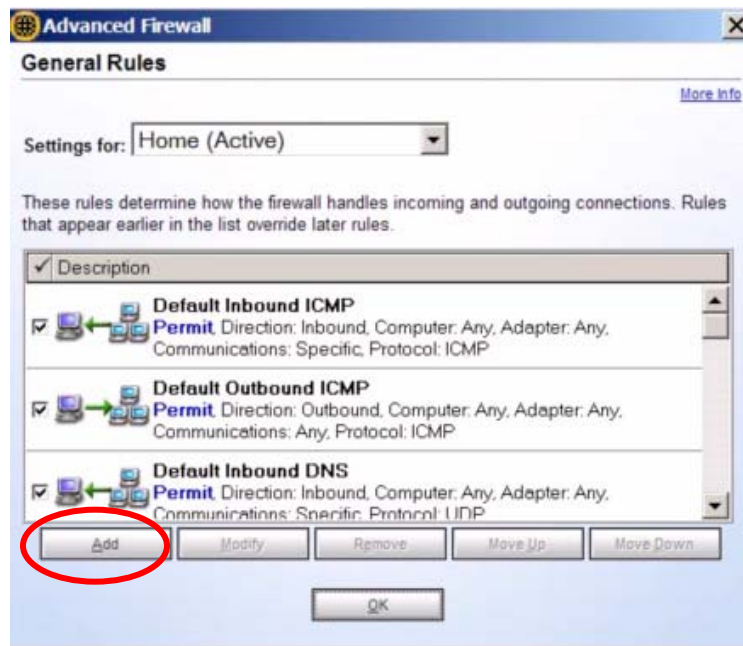 Advanced Firewall
General Rules
More Info
Settings for: Home (Active)
These rules determine how the firewall handles incoming and outgoing connections. Rules
that appear earlier in the list override later rules.
Description
Default Inbound ICMP
Permit, Direction: Inbound, Computer: Any, Adapter: Any,
Communications: Specific, Protocol: ICMP
Default Outbound ICMP
Permit, Direction: Outbound, Computer: Any, Adapter: Any,
Communications: Any, Protocol: ICMP
Default Inbound DNS
Permit, Direction: Inbound, Computer: Any, Adapter: Any,
Communications: Specific, Protocol: UDP
Add Modify Remove Move Up Move Down
OK